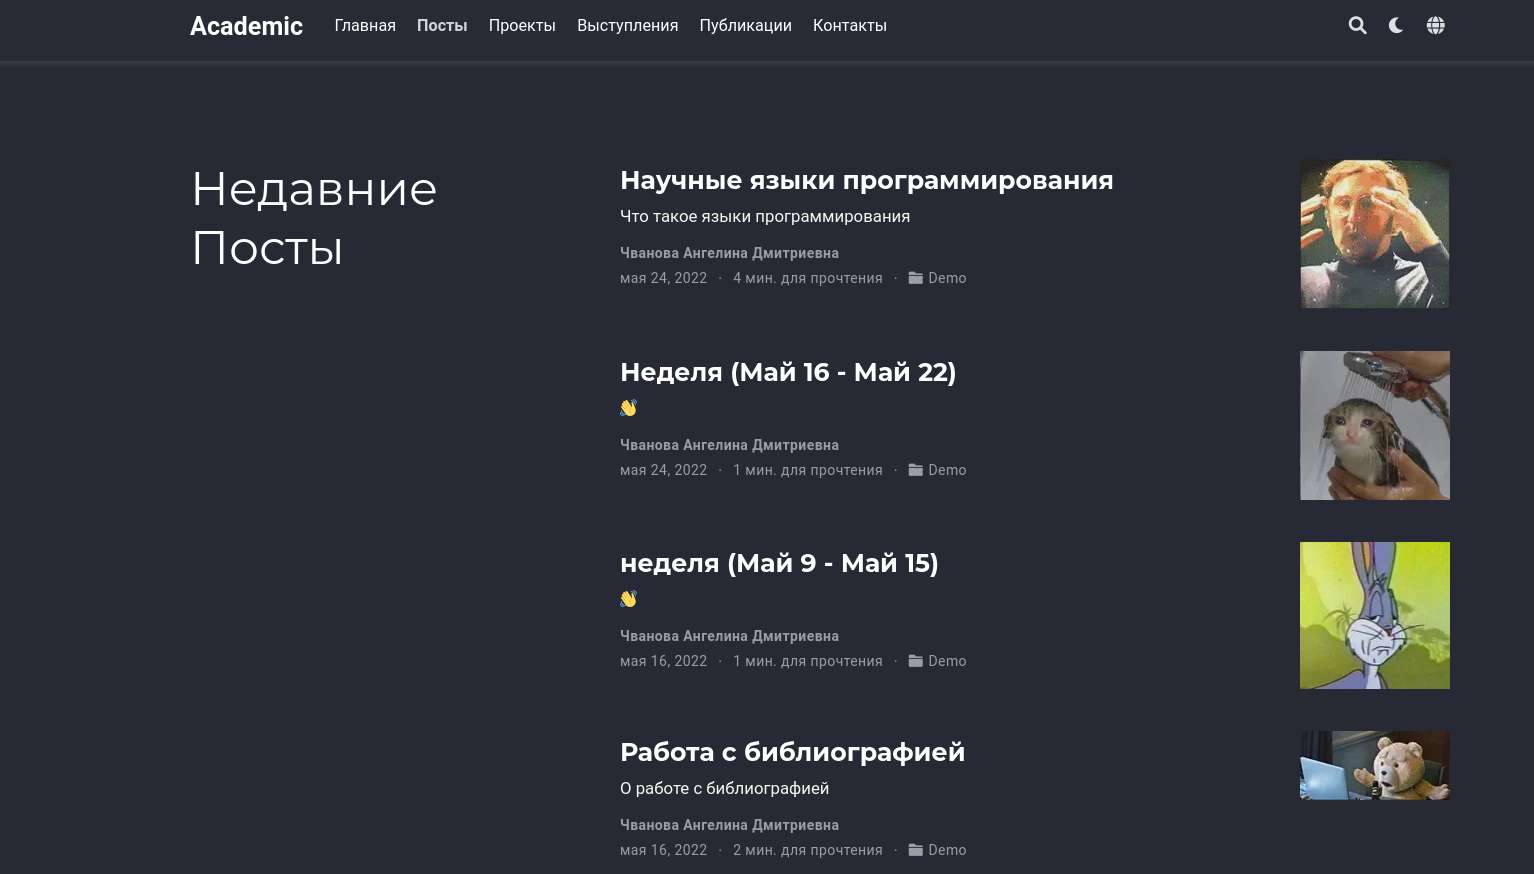 Academic
Главная Посты Проекты Выступления Публикации Контакты
Недавние
Посты
Научные языки программирования
Что такое языки программирования
Чванова Ангелина Дмитриевна
мая 24, 2022 · 4 мин. для прочтения · Demo
Неделя (Май 16 - Май 22)
👋
Чванова Ангелина Дмитриевна
мая 24, 2022 · 1 мин. для прочтения · Demo
неделя (Май 9 - Май 15)
👋
Чванова Ангелина Дмитриевна
мая 16, 2022 · 1 мин. для прочтения · Demo
Работа с библиографией
О работе с библиографией
Чванова Ангелина Дмитриевна
мая 16, 2022 · 2 мин. для прочтения · Demo